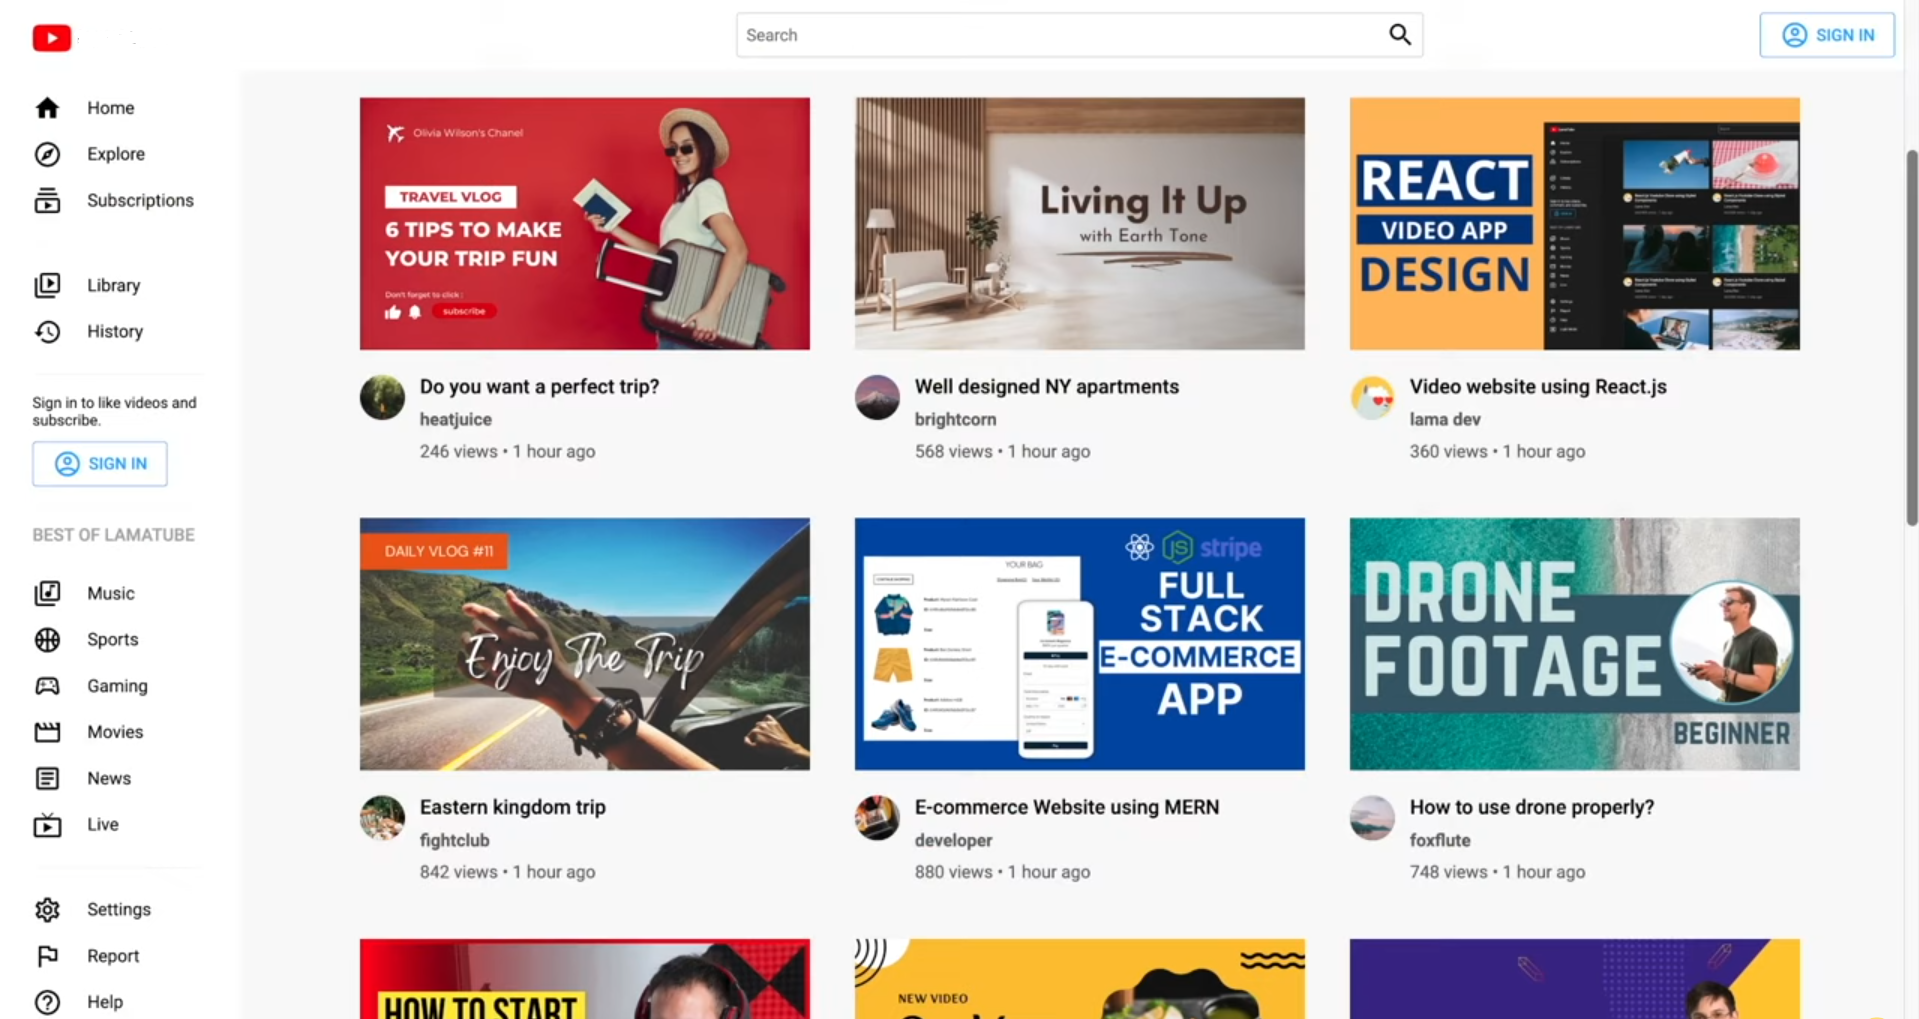 Search
SIGN IN
Home
Explore
Subscriptions
Library
History
Sign in to like videos and
subscribe.
SIGN IN
BEST OF LAMATUBE
Music
Sports
Gaming
Movies
News
Live
Settings
Report
Help
Olivia Wilson's Chanel
TRAVEL VLOG
6 TIPS TO MAKE
YOUR TRIP FUN
Don't forget to click :
subscribe
Do you want a perfect trip?
heatjuice
246 views • 1 hour ago
Living It Up
with Earth Tone
Well designed NY apartments
brightcorn
568 views • 1 hour ago
REACT
VIDEO APP
DESIGN
Video website using React.js
lama dev
360 views • 1 hour ago
DAILY VLOG #11
Enjoy The Trip
Eastern kingdom trip
fightclub
842 views • 1 hour ago
JS stripe
YOUR BAG
FULL
STACK
E-COMMERCE
APP
E-commerce Website using MERN
developer
880 views • 1 hour ago
DRONE
FOOTAGE
BEGINNER
How to use drone properly?
foxflute
748 views • 1 hour ago
HOW TO START
NEW VIDEO